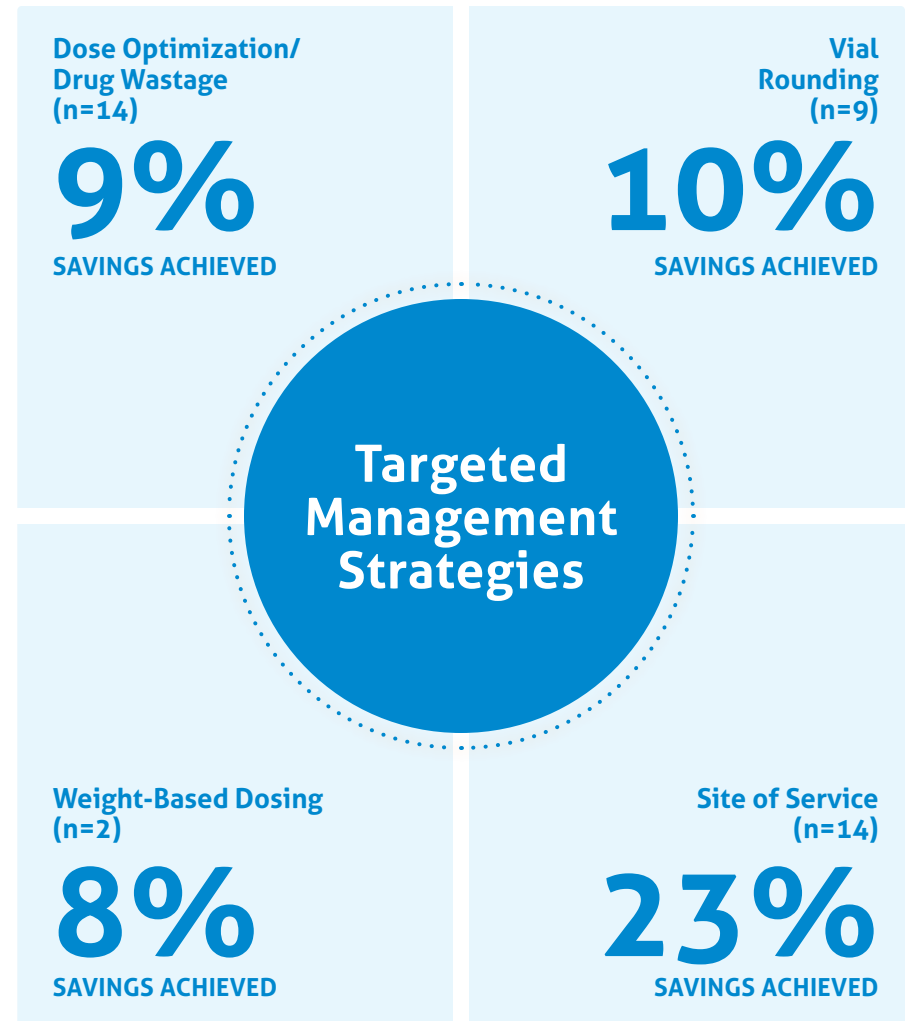 Dose Optimization/
Drug Wastage
(n=14)
9%
SAVINGS ACHIEVED
Vial
Rounding
(n=9)
10%
SAVINGS ACHIEVED
Targeted
Management
Strategies
Weight-Based Dosing
(n=2)
8%
SAVINGS ACHIEVED
Site of Service
(n=14)
23%
SAVINGS ACHIEVED